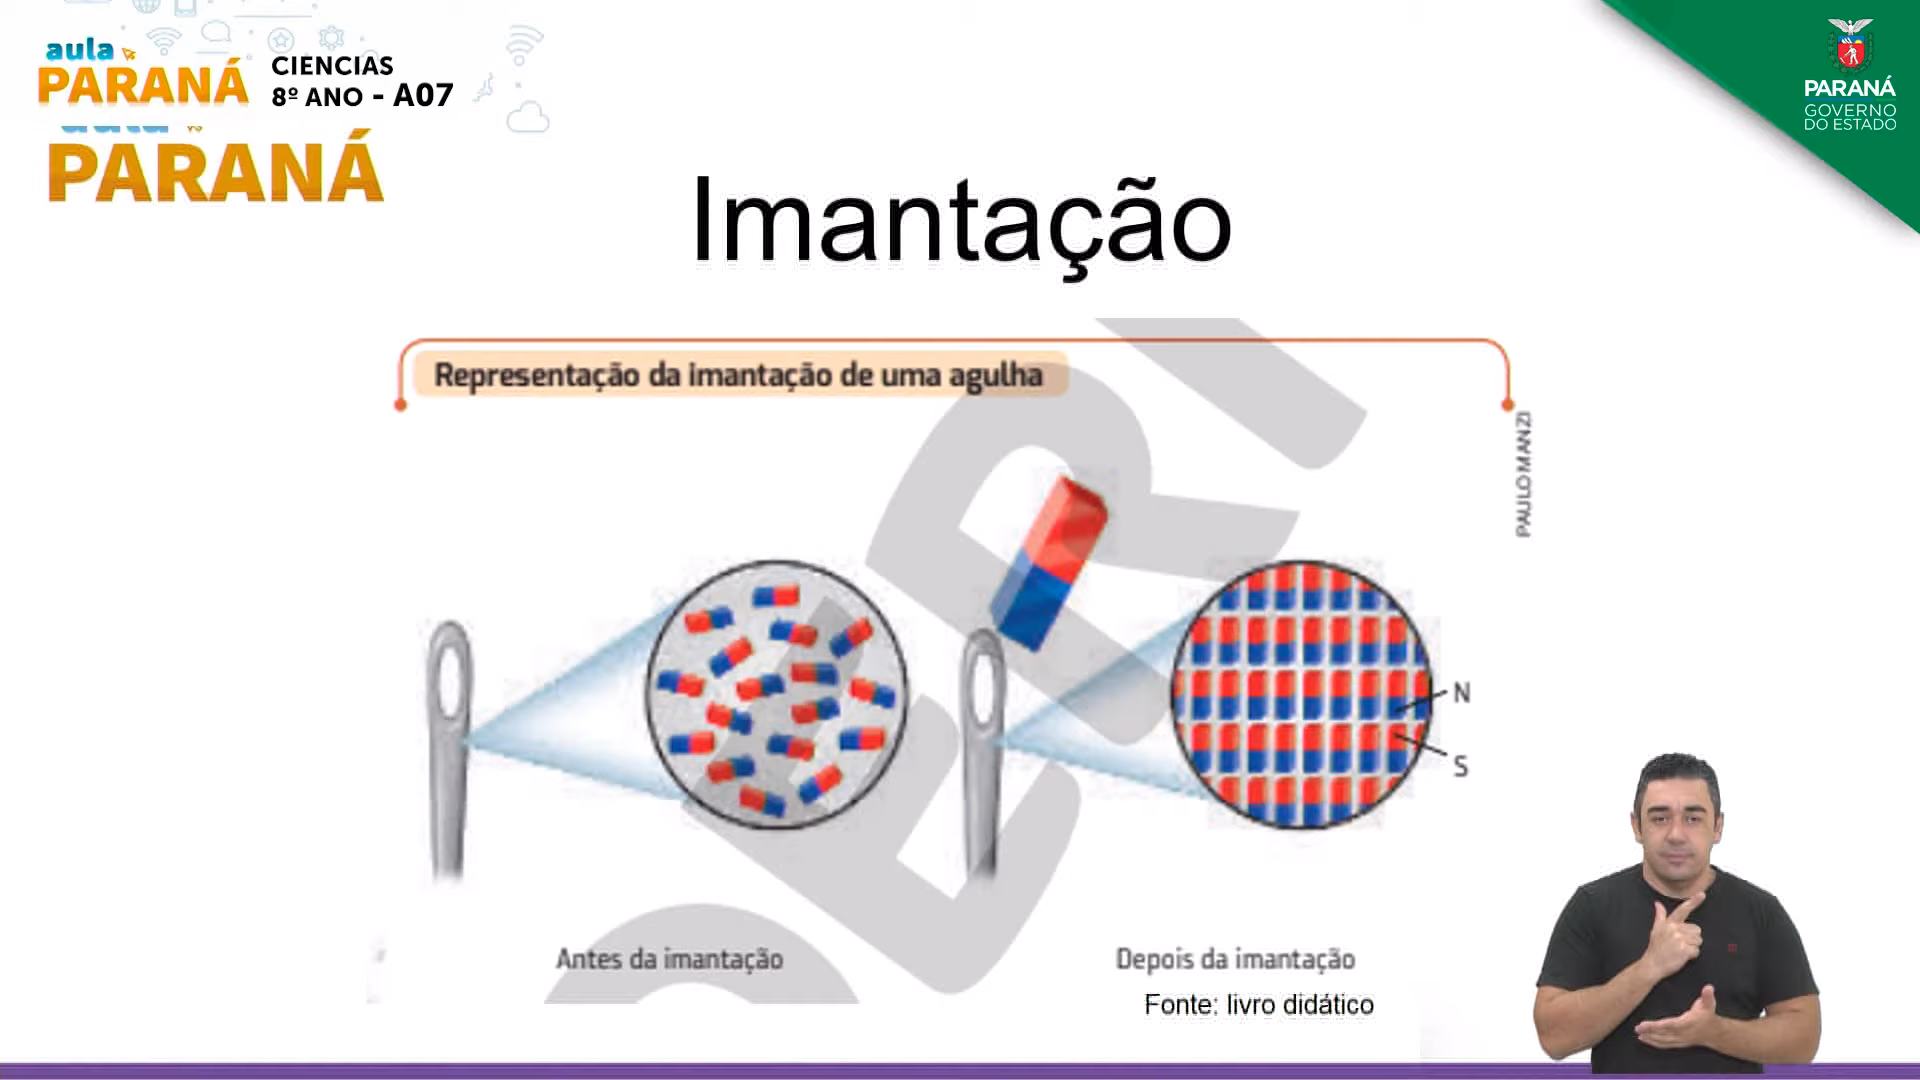 aula
PARANÁ
CIÊNCIAS
8º ANO - A07
PARANÁ
PARANÁ
GOVERNO
DO ESTADO
Imantação
Representação da imantação de uma agulha
PAULO MANZI
N
S
Antes da imantação
Depois da imantação
Fonte: livro didático